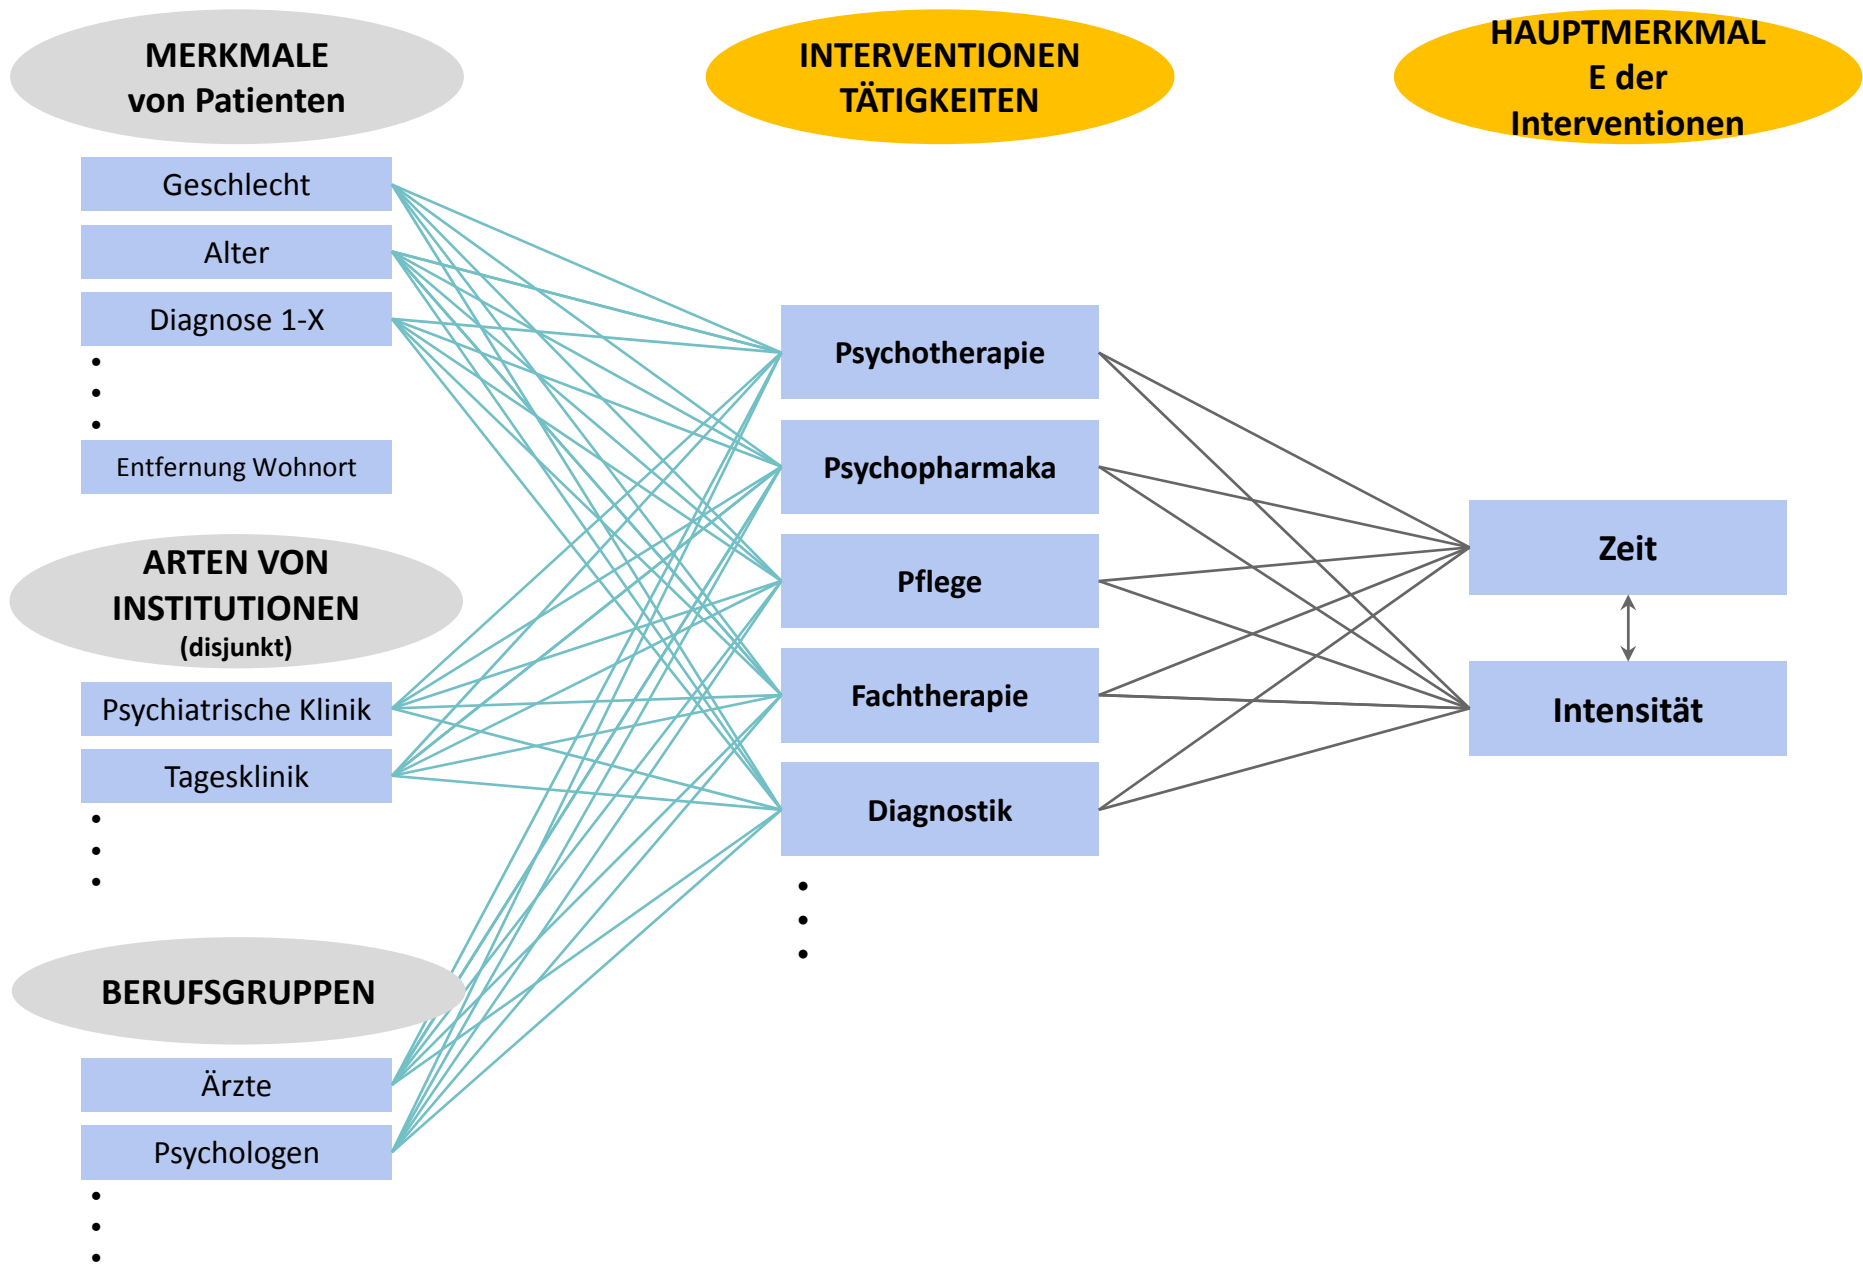 MERKMALE
von Patienten
Geschlecht
Alter
Diagnose 1-X
Entfernung Wohnort
ARTEN VON
INSTITUTIONEN
(disjunkt)
Psychiatrische Klinik
Tagesklinik
BERUFSGRUPPEN
Ärzte
Psychologen
INTERVENTIONEN
TÄTIGKEITEN
Psychotherapie
Psychopharmaka
Pflege
Fachtherapie
Diagnostik
HAUPTMERKMAL
E der
Interventionen
Zeit
Intensität